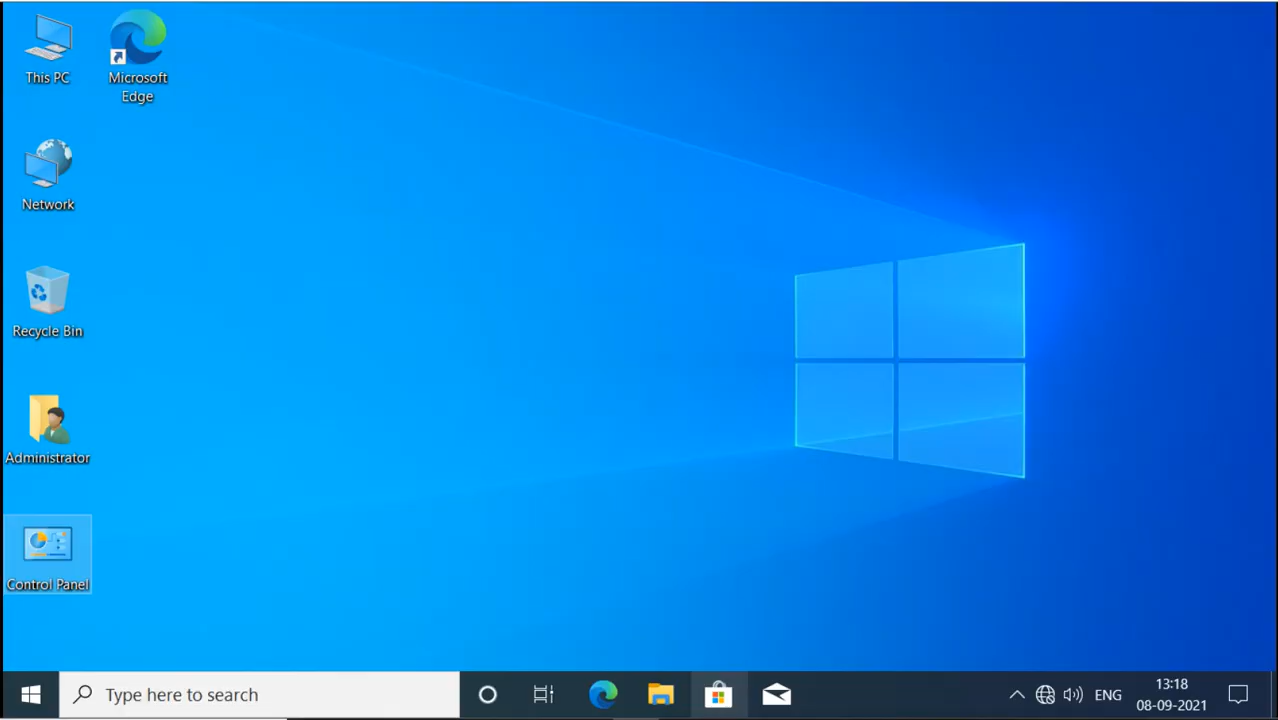 This PC
Microsoft
Edge
Network
Recycle Bin
Administrator
Control Panel
Type here to search
ENG
13:18
08-09-2021